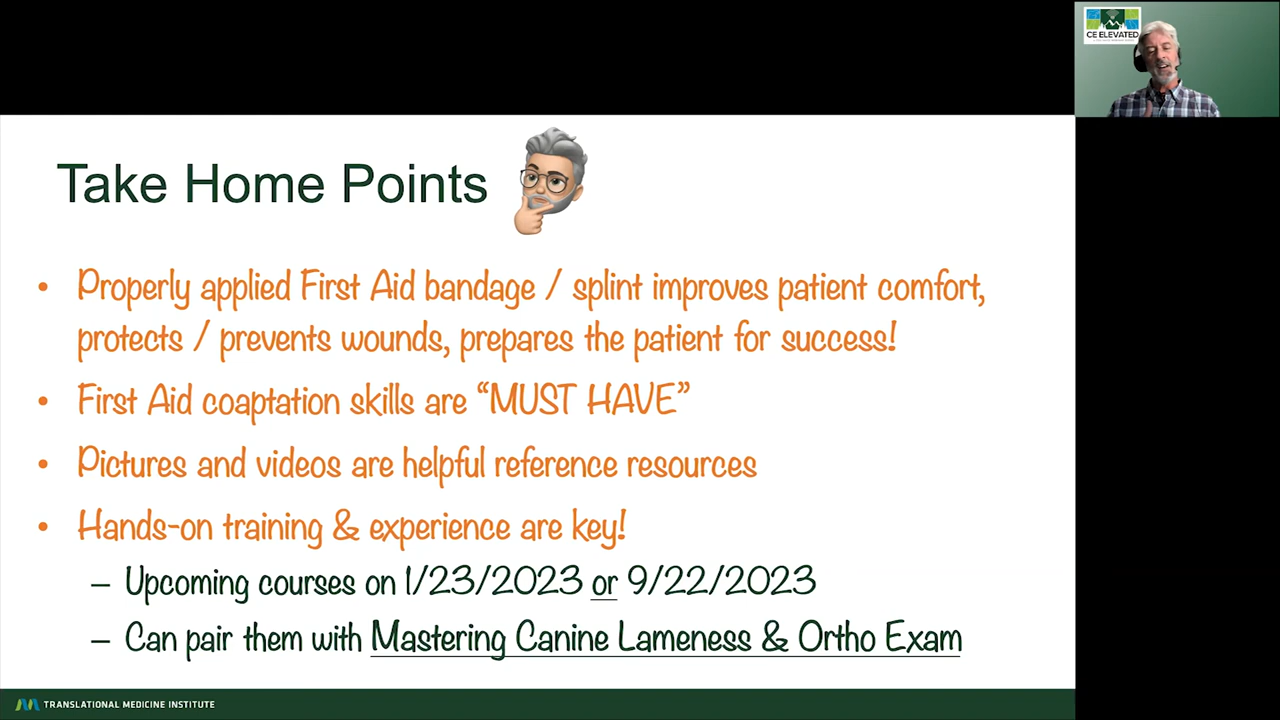 CE ELEVATED
Take Home Points
• Properly applied First Aid bandage / splint improves patient comfort,
protects / prevents wounds, prepares the patient for success!
• First Aid coaptation skills are “MUST HAVE”
• Pictures and videos are helpful reference resources
• Hands-on training & experience are key!
– Upcoming courses on 1/23/2023 or 9/22/2023
– Can pair them with Mastering Canine Lameness & Ortho Exam
TRANSLATIONAL MEDICINE INSTITUTE